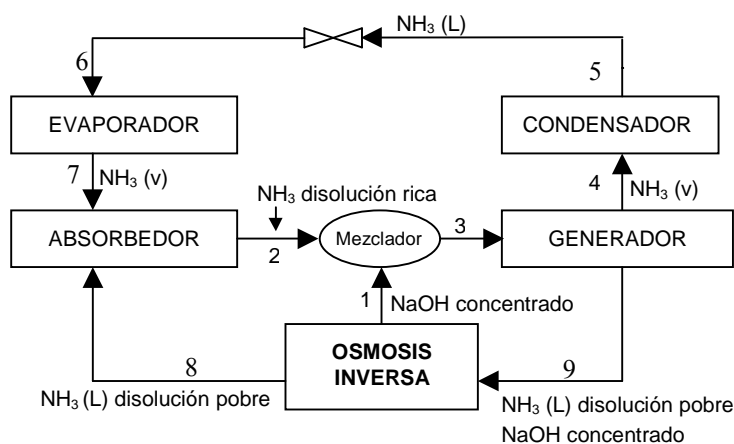 NH₃ (L)
6
5
EVAPORADOR
CONDENSADOR
7
NH₃ (v)
4
NH₃ (v)
NH₃ disolución rica
ABSORBEDOR
2
Mezclador
3
GENERADOR
1
NaOH concentrado
OSMOSIS
INVERSA
8
9
NH₃ (L) disolución pobre
NH₃ (L) disolución pobre
NaOH concentrado